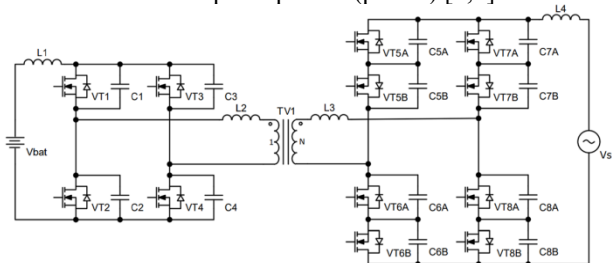 L1
L4
VT1
C1
VT3
C3
VT5A
C5A
VT7A
C7A
VT5B
C5B
VT7B
C7B
L2
TV1
L3
1
N
Vbat
Vs
VT2
C2
VT4
C4
VT6A
C6A
VT8A
C8A
VT6B
C6B
VT8B
C8B